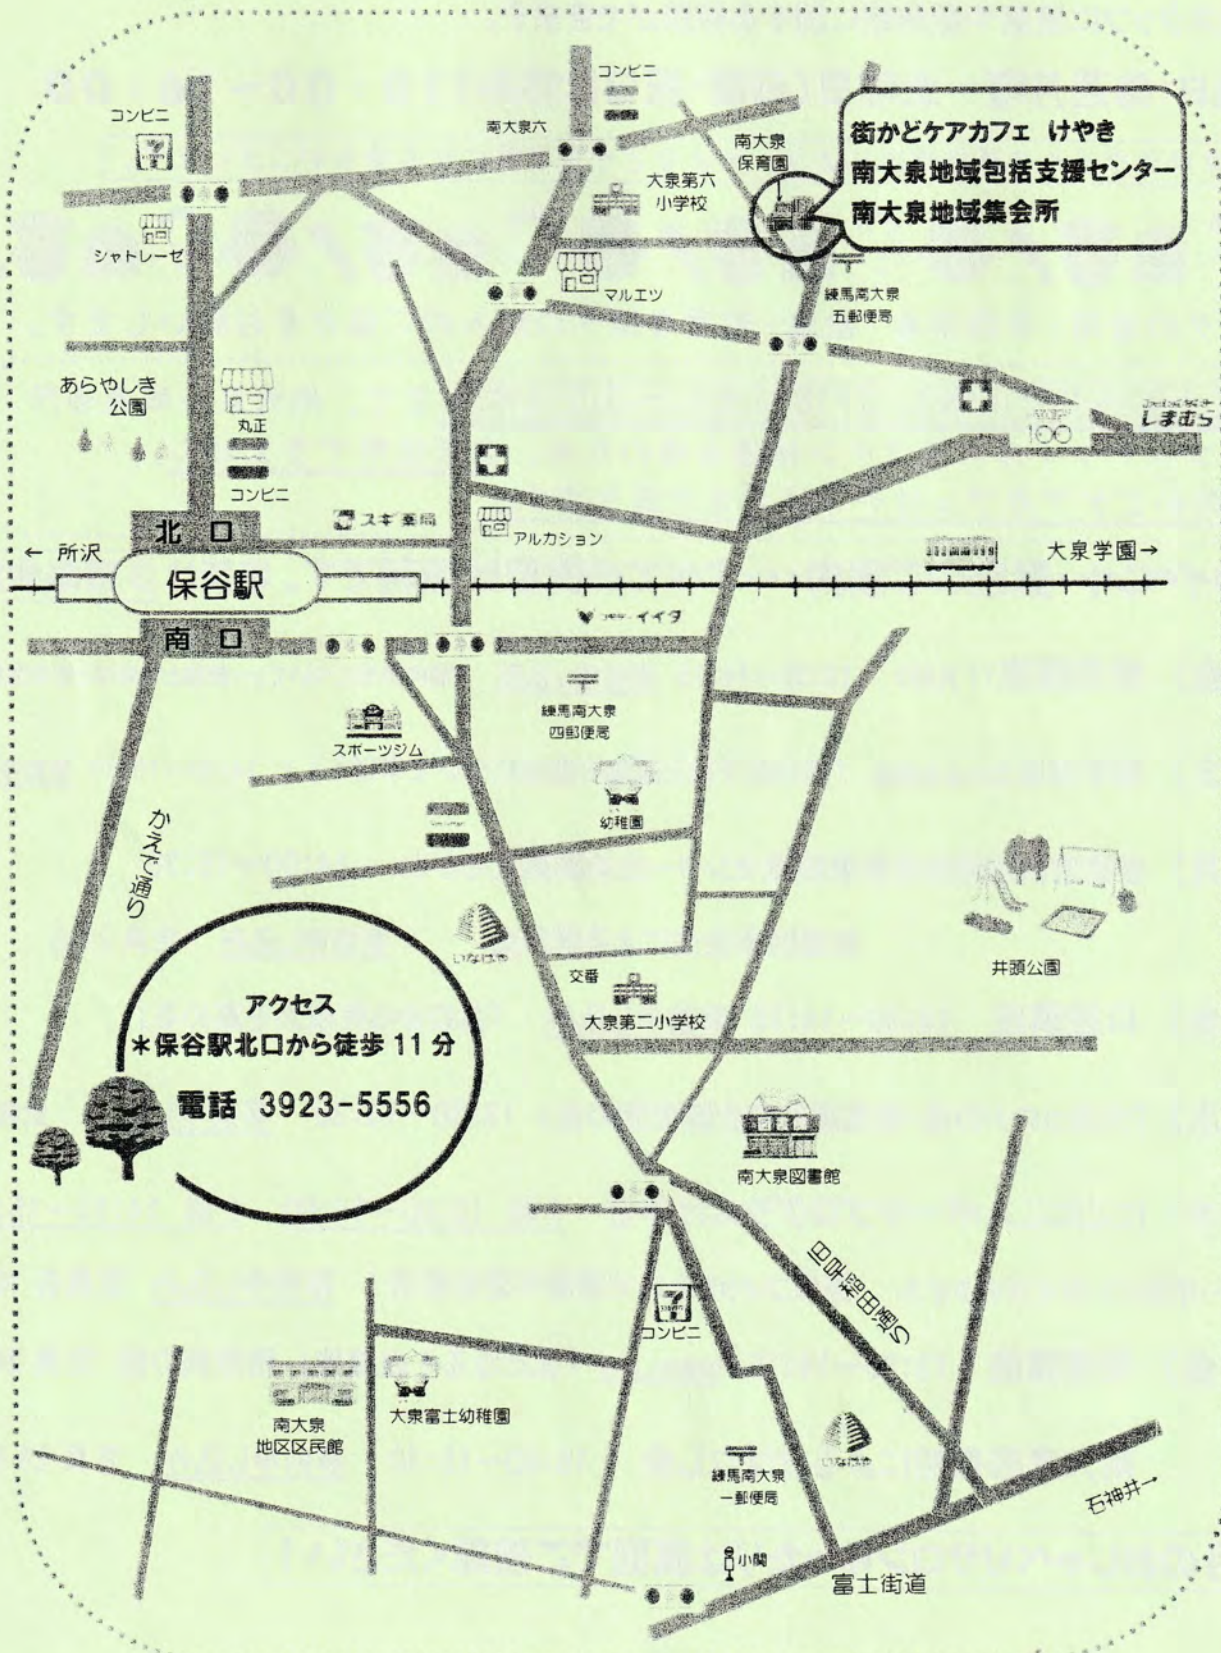 コンビニ
コンビニ
南大泉六
南大泉
保育園
街かどケアカフェ けやき
南大泉地域包括支援センター
南大泉地域集会所
大泉第六
小学校
シャトレーゼ
マルエツ
練馬南大泉
五郵便局
あらやしき
公園
丸正
しまむら
100
コンビニ
スギ薬局
アルカション
北口
← 所沢
大泉学園→
保谷駅
南口
練馬南大泉
四郵便局
スポーツジム
幼稚園
かえで通り
いなげや
井頭公園
交番
大泉第二小学校
アクセス
*保谷駅北口から徒歩 11 分
電話 3923-5556
南大泉図書館
旧早稲田通り
コンビニ
南大泉
地区区民館
大泉富士幼稚園
練馬南大泉
一郵便局
いなげや
石神井→
小関
富士街道